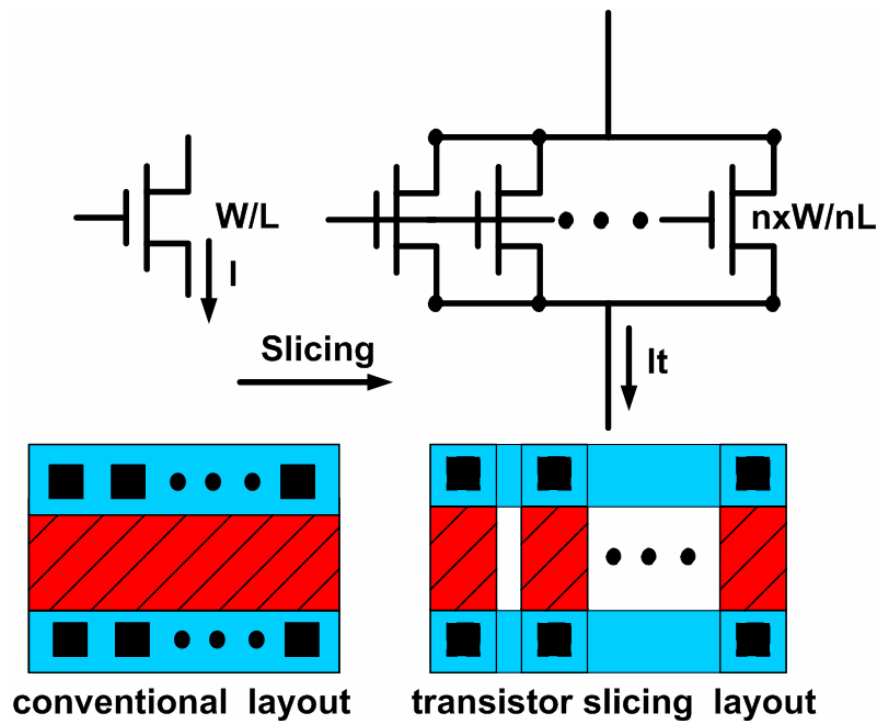 W/L
nxW/nL
I
Slicing
It
conventional layout
transistor slicing layout